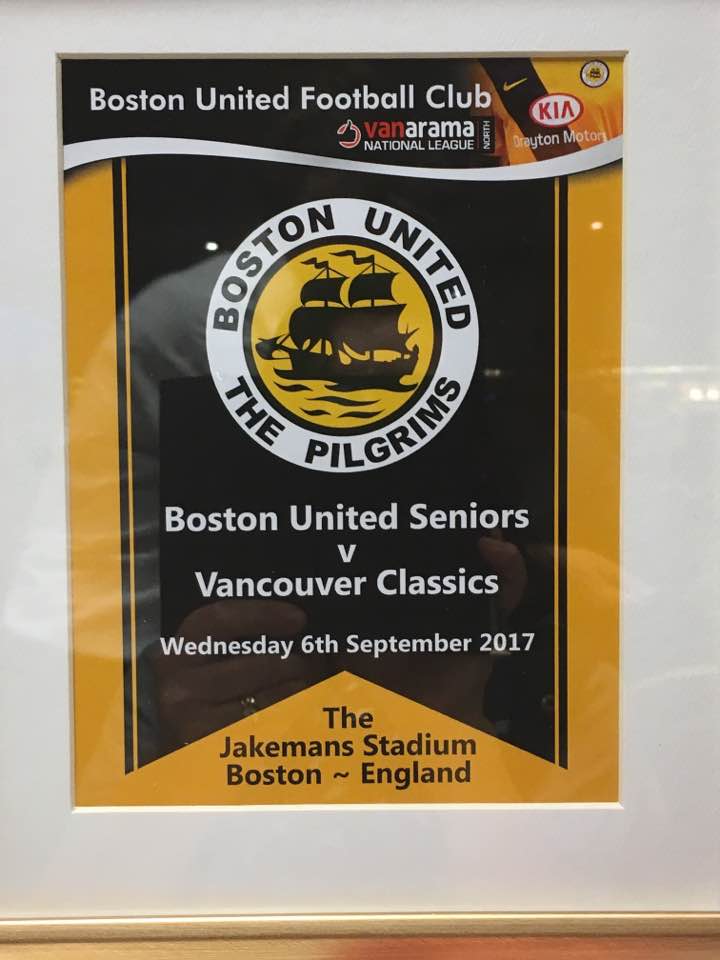 Boston United Football Club
vanarama
NATIONAL LEAGUE
NORTH
KIA
Drayton Motors
BOSTON UNITED
THE PILGRIMS
Boston United Seniors
v
Vancouver Classics
Wednesday 6th September 2017
The
Jakemans Stadium
Boston ~ England